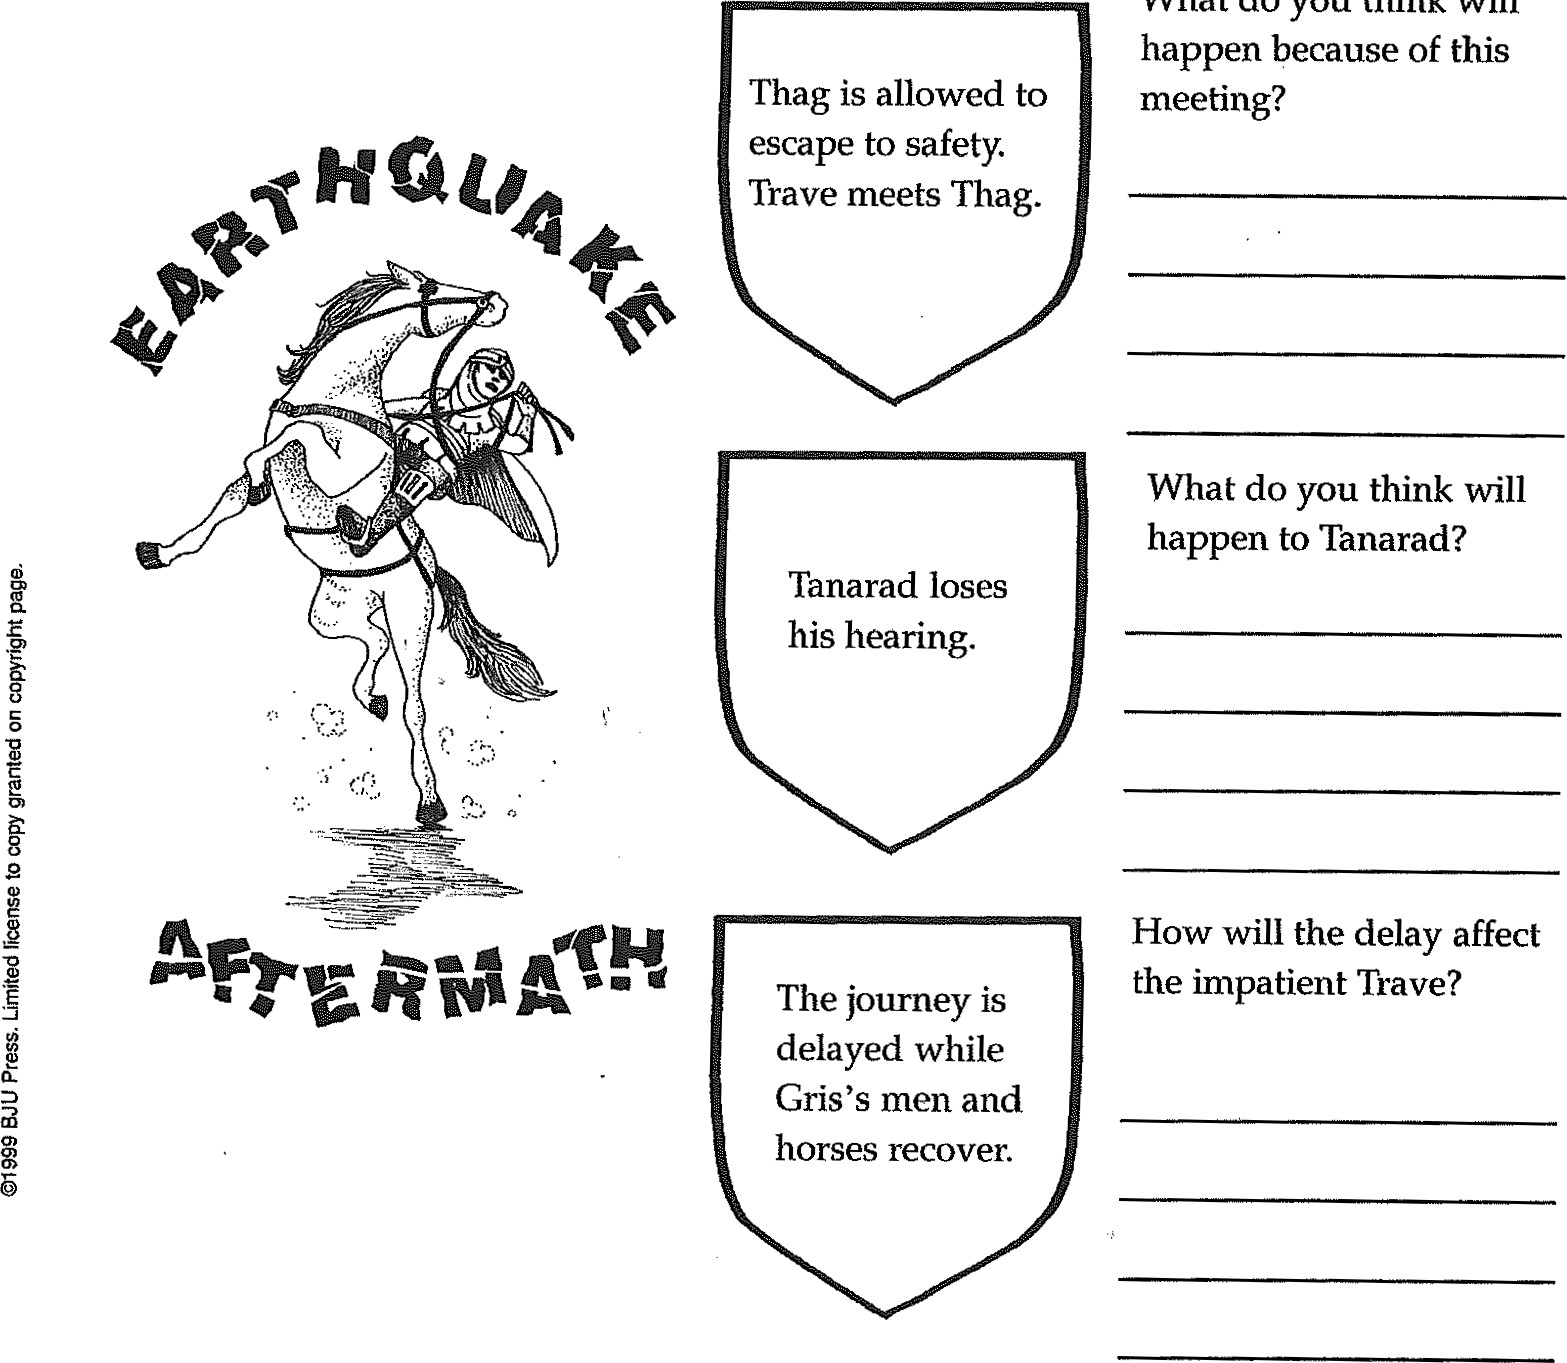 EARTHQUAKE
AFTERMATH
Thag is allowed to
escape to safety.
Trave meets Thag.
What do you think will
happen because of this
meeting?
Tanarad loses
his hearing.
What do you think will
happen to Tanarad?
The journey is
delayed while
Gris's men and
horses recover.
How will the delay affect
the impatient Trave?
©1999 BJU Press. Limited license to copy granted on copyright page.